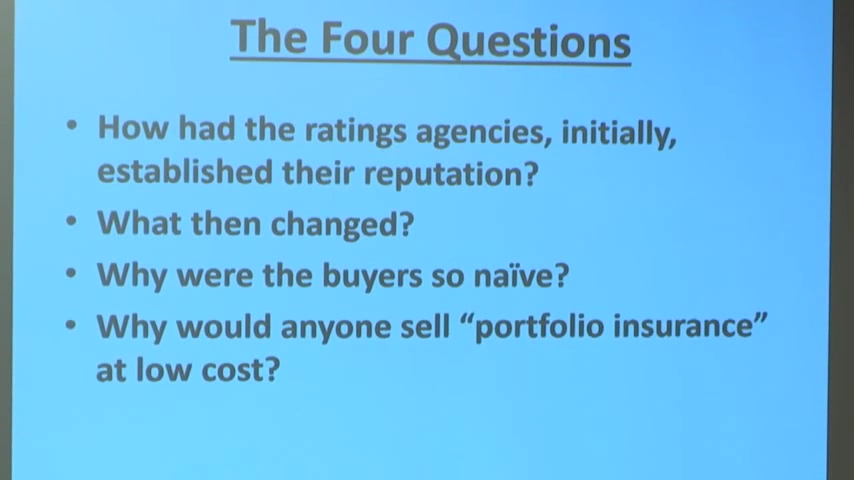 The Four Questions
• How had the ratings agencies, initially,
established their reputation?
• What then changed?
• Why were the buyers so naïve?
• Why would anyone sell “portfolio insurance”
at low cost?